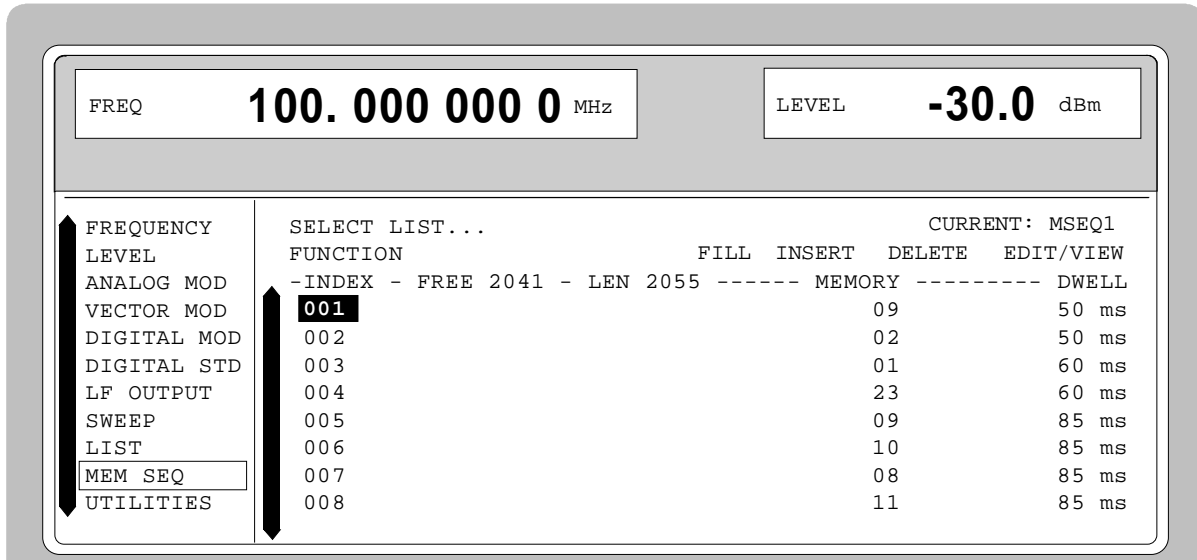 FREQ 100. 000 000 0 MHz LEVEL -30.0 dBm
FREQUENCY
LEVEL
ANALOG MOD
VECTOR MOD
DIGITAL MOD
DIGITAL STD
LF OUTPUT
SWEEP
LIST
MEM SEQ
UTILITIES
SELECT LIST... CURRENT: MSEQ1
FUNCTION FILL INSERT DELETE EDIT/VIEW
-INDEX - FREE 2041 - LEN 2055 ------ MEMORY --------- DWELL
001 09 50 ms
002 02 50 ms
003 01 60 ms
004 23 60 ms
005 09 85 ms
006 10 85 ms
007 08 85 ms
008 11 85 ms